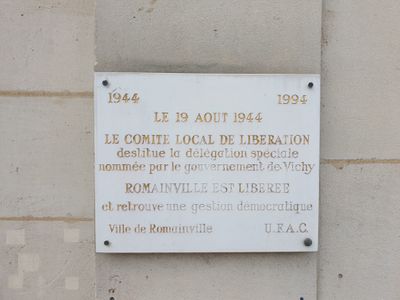 1944 1994
LE 19 AOUT 1944
LE COMITE LOCAL DE LIBERATION
destitue la délégation spéciale
nommée par le gouvernement de Vichy
ROMAINVILLE EST LIBEREE
et retrouve une gestion démocratique
Ville de Romainville U.F.A.C.